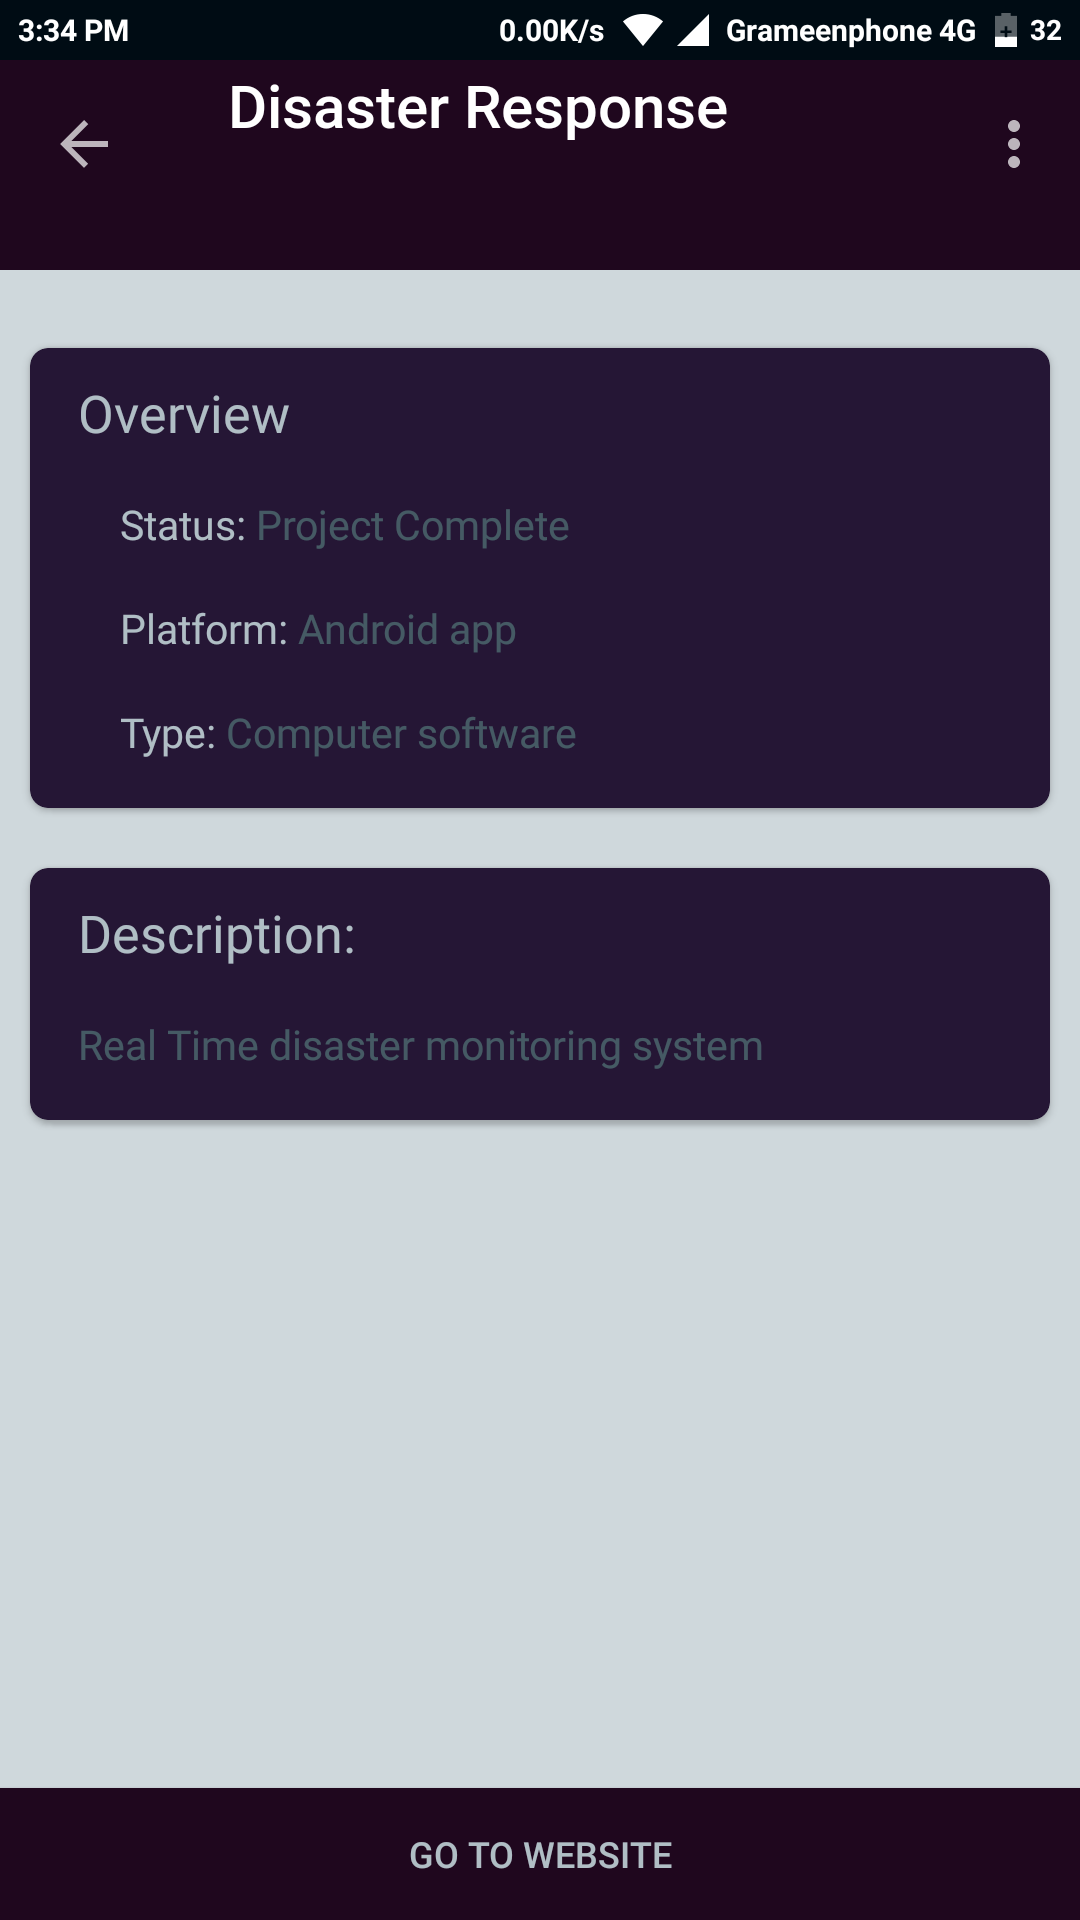 3:34 PM 0.00K/s Grameenphone 4G 32
Disaster Response
Overview
Status: Project Complete
Platform: Android app
Type: Computer software
Description:
Real Time disaster monitoring system
GO TO WEBSITE